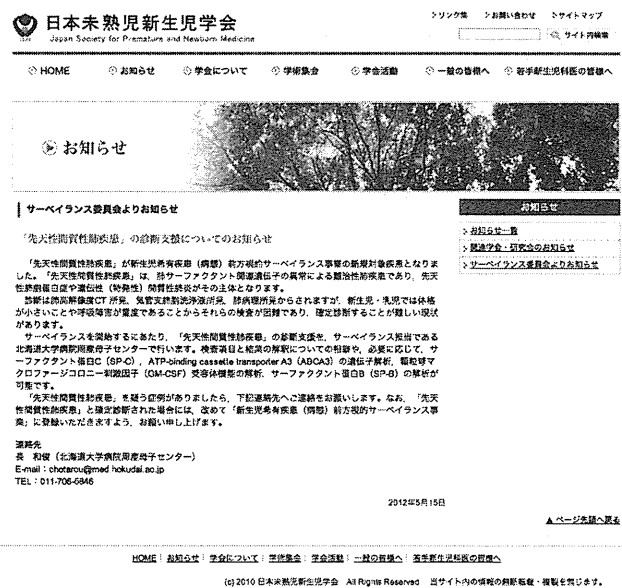 日本未熟児新生児学会
Japan Society for Premature and Newborn Medicine
リンク集 お問い合わせ サイトマップ
サイト内検索
HOME お知らせ 学会について 学術集会 学会活動 一般の皆様へ 若手新生児科医の皆様へ
お知らせ
サーベイランス委員会よりお知らせ
「先天性間質性肺疾患」の診断支援についてのお知らせ
「先天性間質性肺疾患」が新生児希有疾患(病態)前方視的サーベイランス事業の新規対象疾患となりま
した。「先天性間質性肺疾患」は、肺サーファクタント関連遺伝子の異常による難治性肺疾患であり、先天
性肺胞蛋白症や遺伝性(特発性)間質性肺炎がその主体となります。
診断は肺高解像度CT所見、気管支肺胞洗浄液所見、肺病理所見からされますが、新生児・乳児では体格
が小さいことや呼吸障害が重度であることからそれらの検査が困難であり、確定診断することが難しい現状
があります。
サーベイランスを開始するにあたり、「先天性間質性肺疾患」の診断支援を、サーベイランス担当である
北海道大学病院周産母子センターで行います。検査項目と結果の解釈についての相談や、必要に応じて、サ
ーファクタント蛋白C(SP-C)、ATP-binding cassette transporter A3(ABCA3)の遺伝子解析、顆粒球マ
クロファージコロニー刺激因子(GM-CSF)受容体機能の解析、サーファクタント蛋白B(SP-B)の解析が
可能です。
「先天性間質性肺疾患」を疑う症例がありましたら、下記連絡先へご連絡をお願いします。なお、「先天
性間質性肺疾患」と確定診断された場合には、改めて「新生児希有疾患(病態)前方視的サーベイランス事
業」に登録いただきますよう、お願い申し上げます。
連絡先
長 和俊(北海道大学病院周産母子センター)
E-mail:chotarou@med.hokudai.ac.jp
TEL:011-706-5846
2012年5月15日
お知らせ
お知らせ一覧
関連学会・研究会のお知らせ
サーベイランス委員会よりお知らせ
▲ページ先頭へ戻る
HOME | お知らせ | 学会について | 学術集会 | 学会活動 | 一般の皆様へ | 若手新生児科医の皆様へ
(c) 2010 日本未熟児新生児学会 All Rights Reserved 当サイト内の情報の無断転載・複製を禁じます。